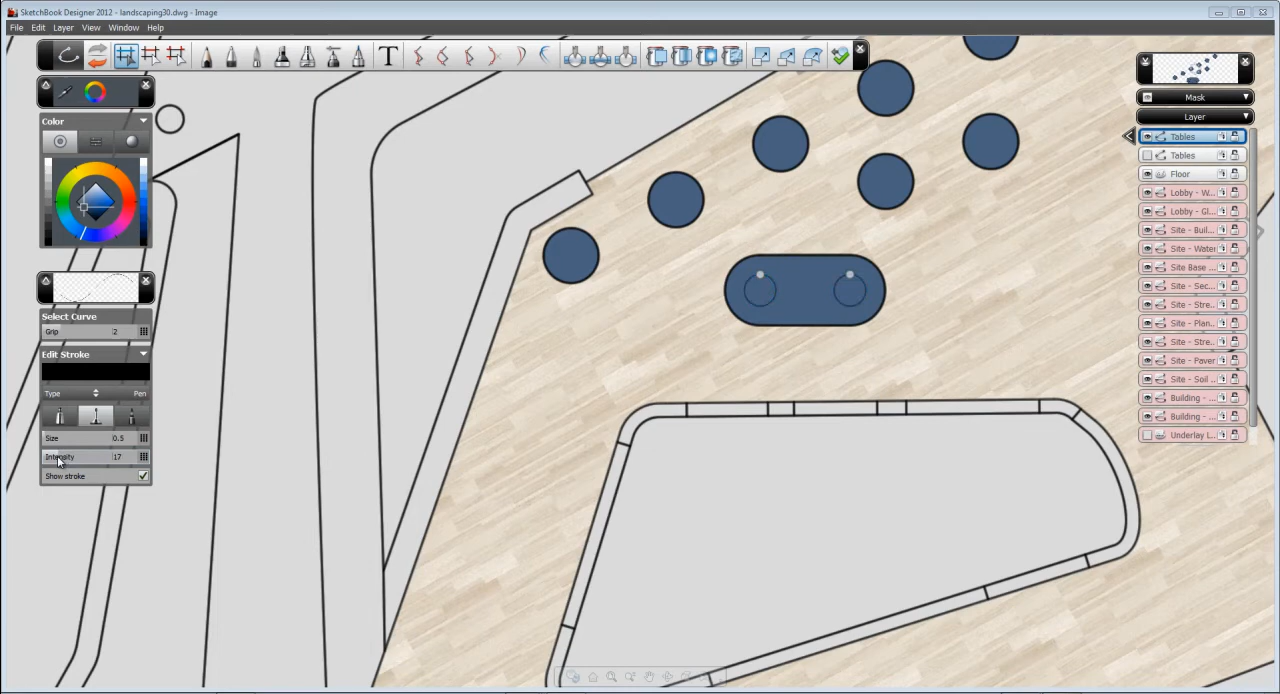 SketchBook Designer 2012 - landscaping30.dwg - Image
File Edit Layer View Window Help
T
Color
Select Curve
Grip 2
Edit Stroke
Type Pen
Size 0.5
Intensity 17
Show stroke
Mask
Layer
Tables
Tables
Floor
Lobby - W...
Lobby - Gl...
Site - Buil...
Site - Water
Site Base ...
Site - Sec...
Site - Stre...
Site - Plan...
Site - Stre...
Site - Paver
Site - Soil ...
Building - ...
Building - ...
Underlay L...